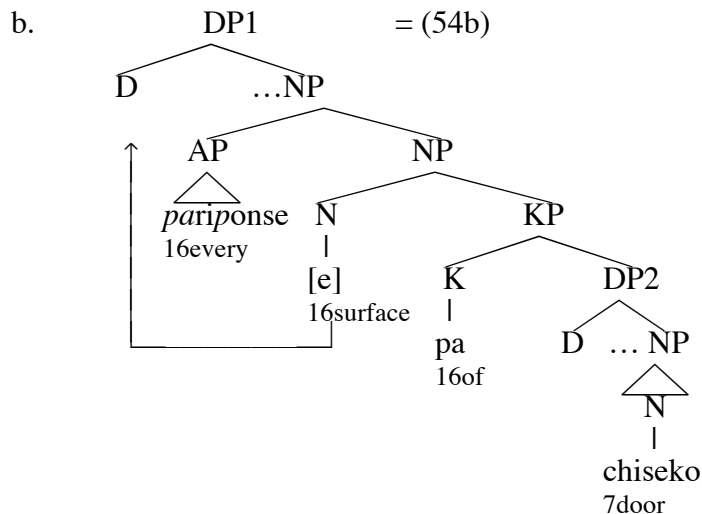 b. DP1 = (54b)
D …NP
AP NP
pariponse N KP
16every
[e] K DP2
16surface
pa D … NP
16of
N
chiseko
7door